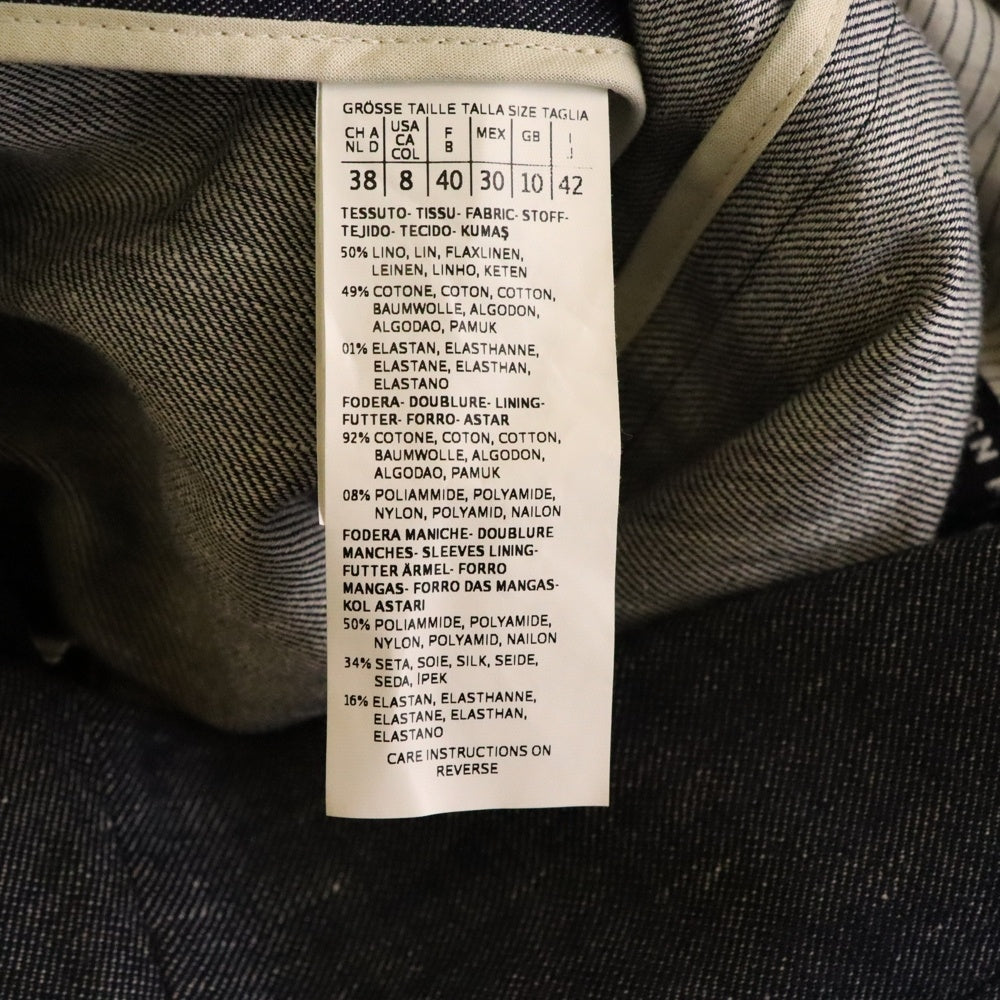 GRÖSSE TAILLE TALLA SIZE TAGLIA
CH A USA F MEX GB I
NL D CA B J
COL
38 8 40 30 10 42
TESSUTO- TISSU- FABRIC- STOFF-
TEJIDO- TECIDO- KUMAŞ
50% LINO, LIN, FLAXLINEN,
LEINEN, LINHO, KETEN
49% COTONE, COTON, COTTON,
BAUMWOLLE, ALGODON,
ALGODAO, PAMUK
01% ELASTAN, ELASTHANNE,
ELASTANE, ELASTHAN,
ELASTANO
FODERA- DOUBLURE- LINING-
FUTTER- FORRO- ASTAR
92% COTONE, COTON, COTTON,
BAUMWOLLE, ALGODON,
ALGODAO, PAMUK
08% POLIAMMIDE, POLYAMIDE,
NYLON, POLYAMID, NAILON
FODERA MANICHE- DOUBLURE
MANCHES- SLEEVES LINING-
FUTTER ÄRMEL- FORRO
MANGAS- FORRO DAS MANGAS-
KOL ASTARI
50% POLIAMMIDE, POLYAMIDE,
NYLON, POLYAMID, NAILON
34% SETA, SOIE, SILK, SEIDE,
SEDA, İPEK
16% ELASTAN, ELASTHANNE,
ELASTANE, ELASTHAN,
ELASTANO
CARE INSTRUCTIONS ON
REVERSE